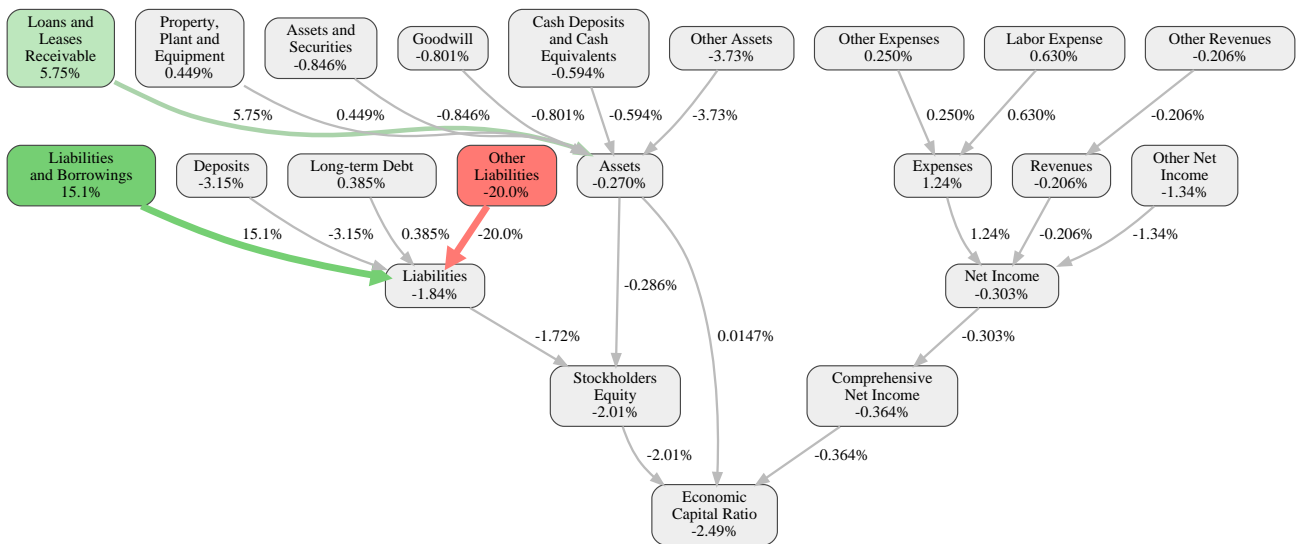 Loans and
Leases
Receivable
5.75%
Property,
Plant and
Equipment
0.449%
Assets and
Securities
-0.846%
Goodwill
-0.801%
Cash Deposits
and Cash
Equivalents
-0.594%
Other Assets
-3.73%
Other Expenses
0.250%
Labor Expense
0.630%
Other Revenues
-0.206%
5.75%
0.449%
-0.846%
-0.801%
-0.594%
-3.73%
0.250%
0.630%
-0.206%
Liabilities
and Borrowings
15.1%
Deposits
-3.15%
Long-term Debt
0.385%
Other
Liabilities
-20.0%
Assets
-0.270%
Expenses
1.24%
Revenues
-0.206%
Other Net
Income
-1.34%
15.1%
-3.15%
0.385%
-20.0%
1.24%
-0.206%
-1.34%
Liabilities
-1.84%
-0.286%
Net Income
-0.303%
-1.72%
0.0147%
-0.303%
Stockholders
Equity
-2.01%
Comprehensive
Net Income
-0.364%
-2.01%
-0.364%
Economic
Capital Ratio
-2.49%